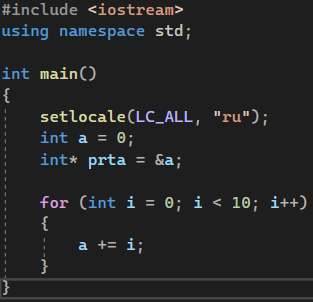 #include <iostream>
using namespace std;
int main()
{
setlocale(LC_ALL, "ru");
int a = 0;
int* prta = &a;
for (int i = 0; i < 10; i++)
{
a += i;
}
}